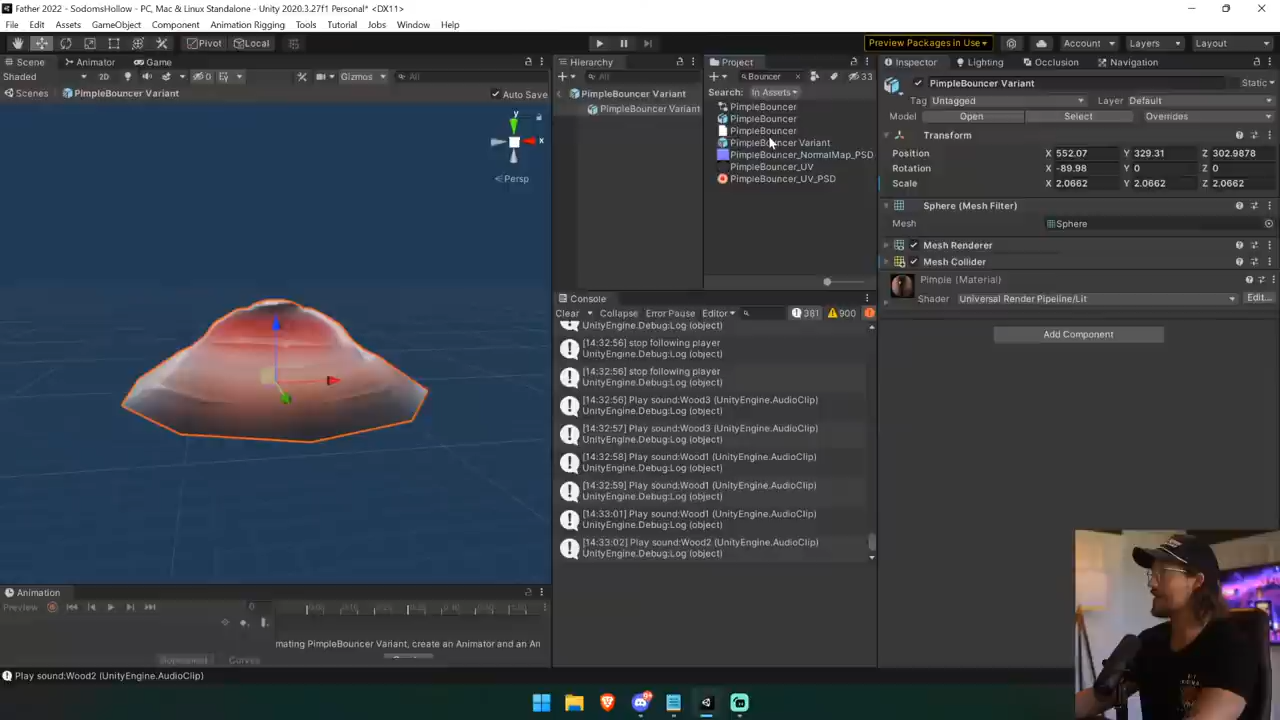 Father 2022 - SodomsHollow - PC, Mac & Linux Standalone - Unity 2020.3.27f1 Personal* <DX11>
File Edit Assets GameObject Component Animation Rigging Tools Tutorial Jobs Window Help
Pivot Local Preview Packages in Use Account Layers Layout
Scene Animator Game
Shaded 2D Gizmos All
Scenes PimpleBouncer Variant Auto Save
y
x
< Persp
Hierarchy
All
PimpleBouncer Variant
PimpleBouncer Variant
Project
Bouncer 33
Search: In Assets
PimpleBouncer
PimpleBouncer
PimpleBouncer
PimpleBouncer Variant
PimpleBouncer_NormalMap_PSD
PimpleBouncer_UV
PimpleBouncer_UV_PSD
Console
Clear Collapse Error Pause Editor 381 900
UnityEngine.Debug:Log (object)
[14:32:56] stop following player
UnityEngine.Debug:Log (object)
[14:32:56] stop following player
UnityEngine.Debug:Log (object)
[14:32:56] Play sound:Wood3 (UnityEngine.AudioClip)
UnityEngine.Debug:Log (object)
[14:32:57] Play sound:Wood3 (UnityEngine.AudioClip)
UnityEngine.Debug:Log (object)
[14:32:58] Play sound:Wood1 (UnityEngine.AudioClip)
UnityEngine.Debug:Log (object)
[14:32:59] Play sound:Wood1 (UnityEngine.AudioClip)
UnityEngine.Debug:Log (object)
[14:33:01] Play sound:Wood1 (UnityEngine.AudioClip)
UnityEngine.Debug:Log (object)
[14:33:02] Play sound:Wood2 (UnityEngine.AudioClip)
UnityEngine.Debug:Log (object)
Inspector Lighting Occlusion Navigation
PimpleBouncer Variant Static
Tag Untagged Layer Default
Model Open Select Overrides
Transform
Position X 552.07 Y 329.31 Z 302.9878
Rotation X -89.98 Y 0 Z 0
Scale X 2.0662 Y 2.0662 Z 2.0662
Sphere (Mesh Filter)
Mesh Sphere
Mesh Renderer
Mesh Collider
Pimple (Material)
Shader Universal Render Pipeline/Lit Edit...
Add Component
Animation
Preview 0
mating PimpleBouncer Variant, create an Animator and an An
Dopesheet Curves
Play sound:Wood2 (UnityEngine.AudioClip)